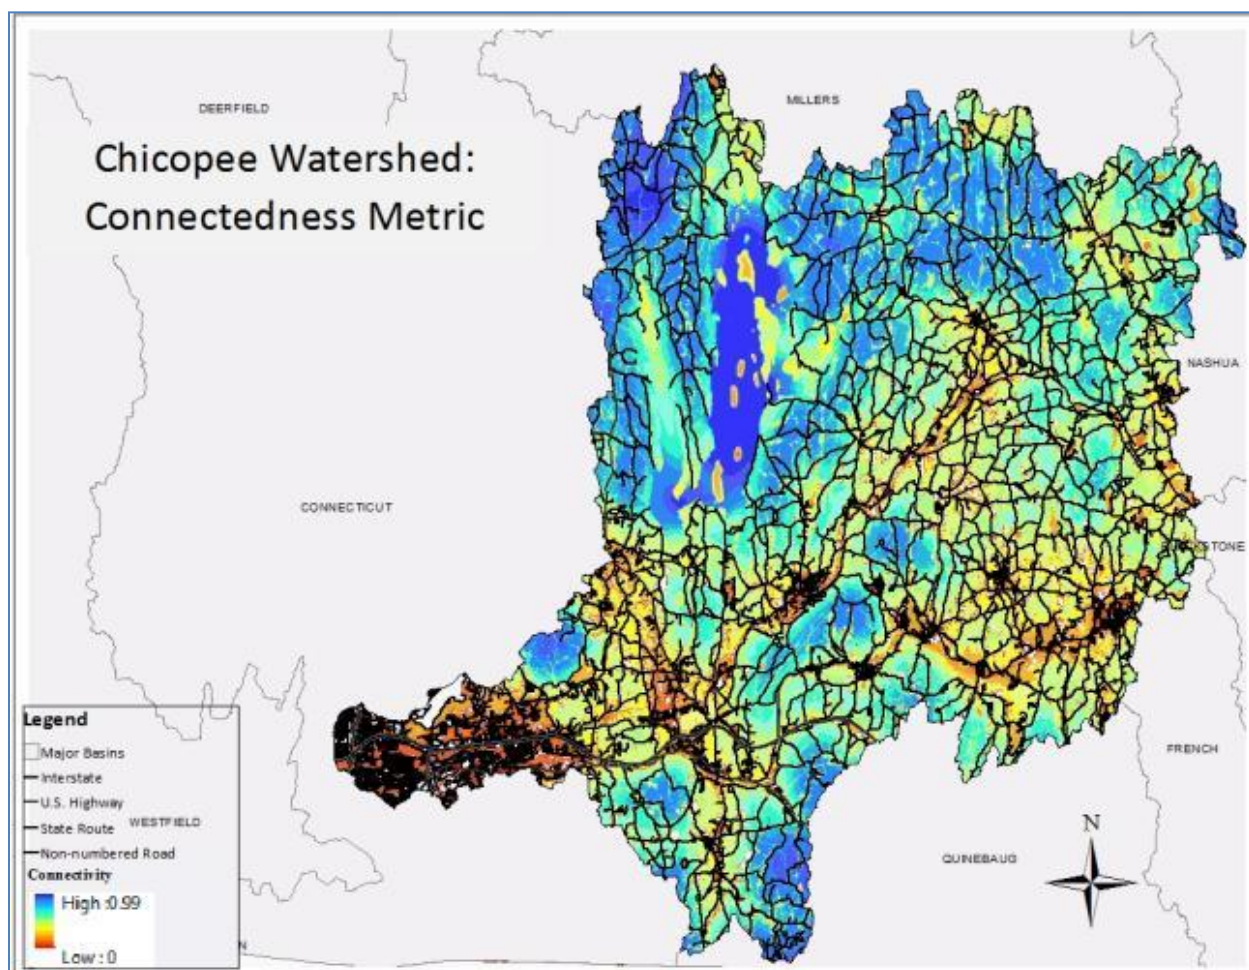 DEERFIELD
MILLERS
Chicopee Watershed:
Connectedness Metric
NASHUA
CONNECTICUT
Legend
Major Basins
Interstate
U.S. Highway
State Route
WESTFIELD
Non-numbered Road
FRENCH
Connectivity
High :0.99
Low : 0
N
QUINEBAUG